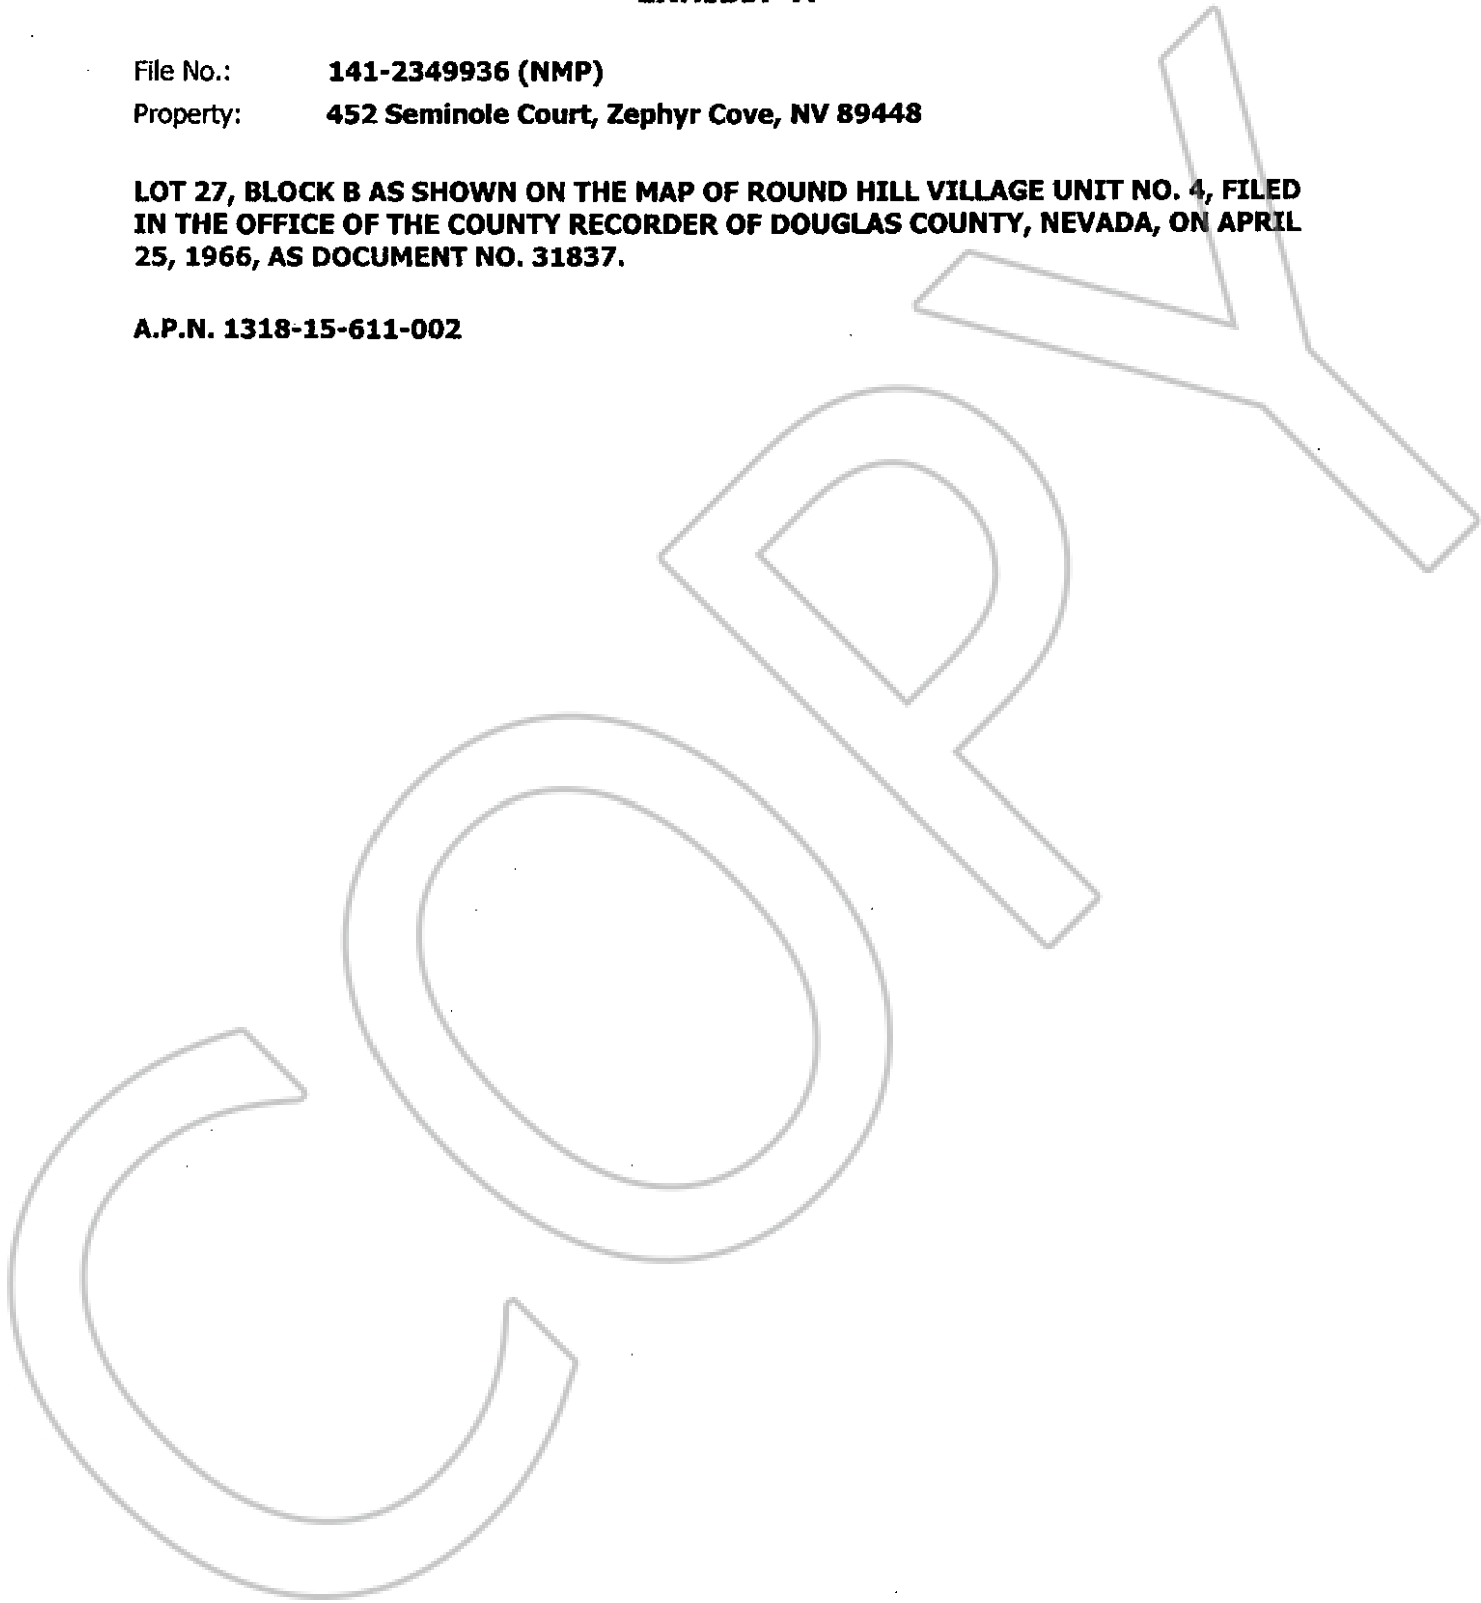 File No.: 141-2349936 (NMP)
Property: 452 Seminole Court, Zephyr Cove, NV 89448
LOT 27, BLOCK B AS SHOWN ON THE MAP OF ROUND HILL VILLAGE UNIT NO. 4, FILED
IN THE OFFICE OF THE COUNTY RECORDER OF DOUGLAS COUNTY, NEVADA, ON APRIL
25, 1966, AS DOCUMENT NO. 31837.
A.P.N. 1318-15-611-002
COPY